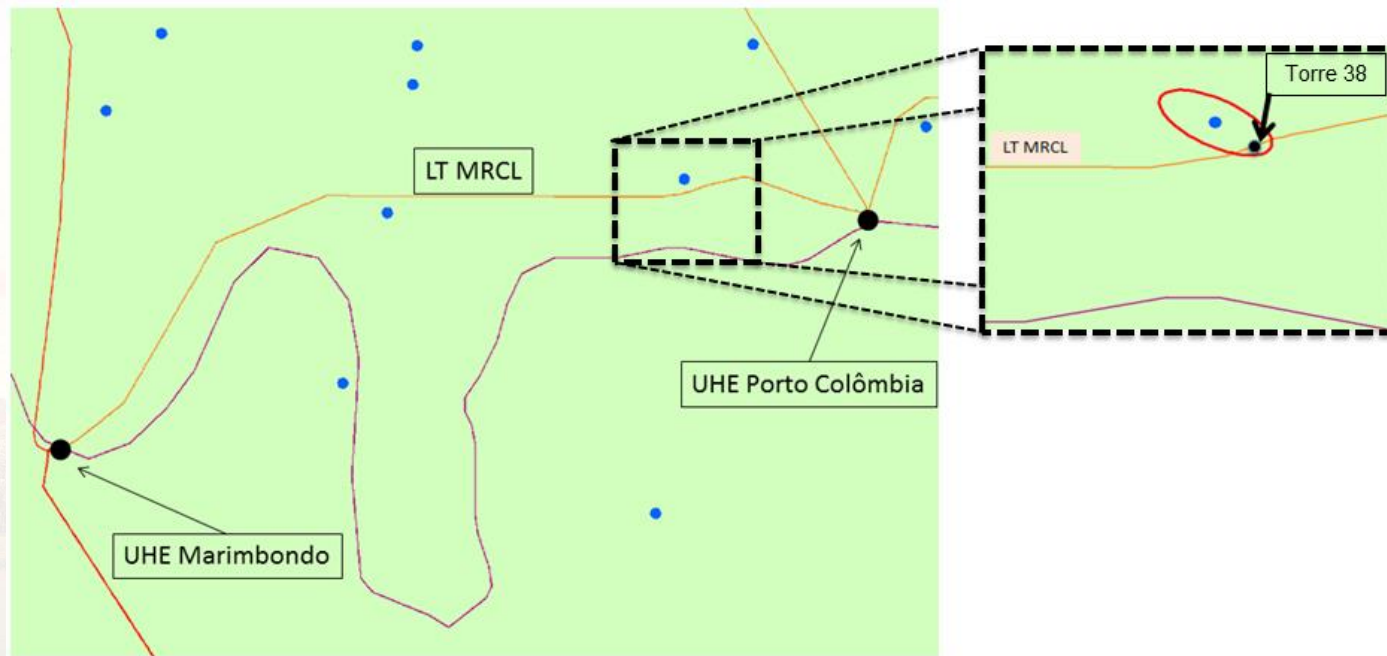 Torre 38
LT MRCL
LT MRCL
UHE Porto Colômbia
UHE Marimbondo